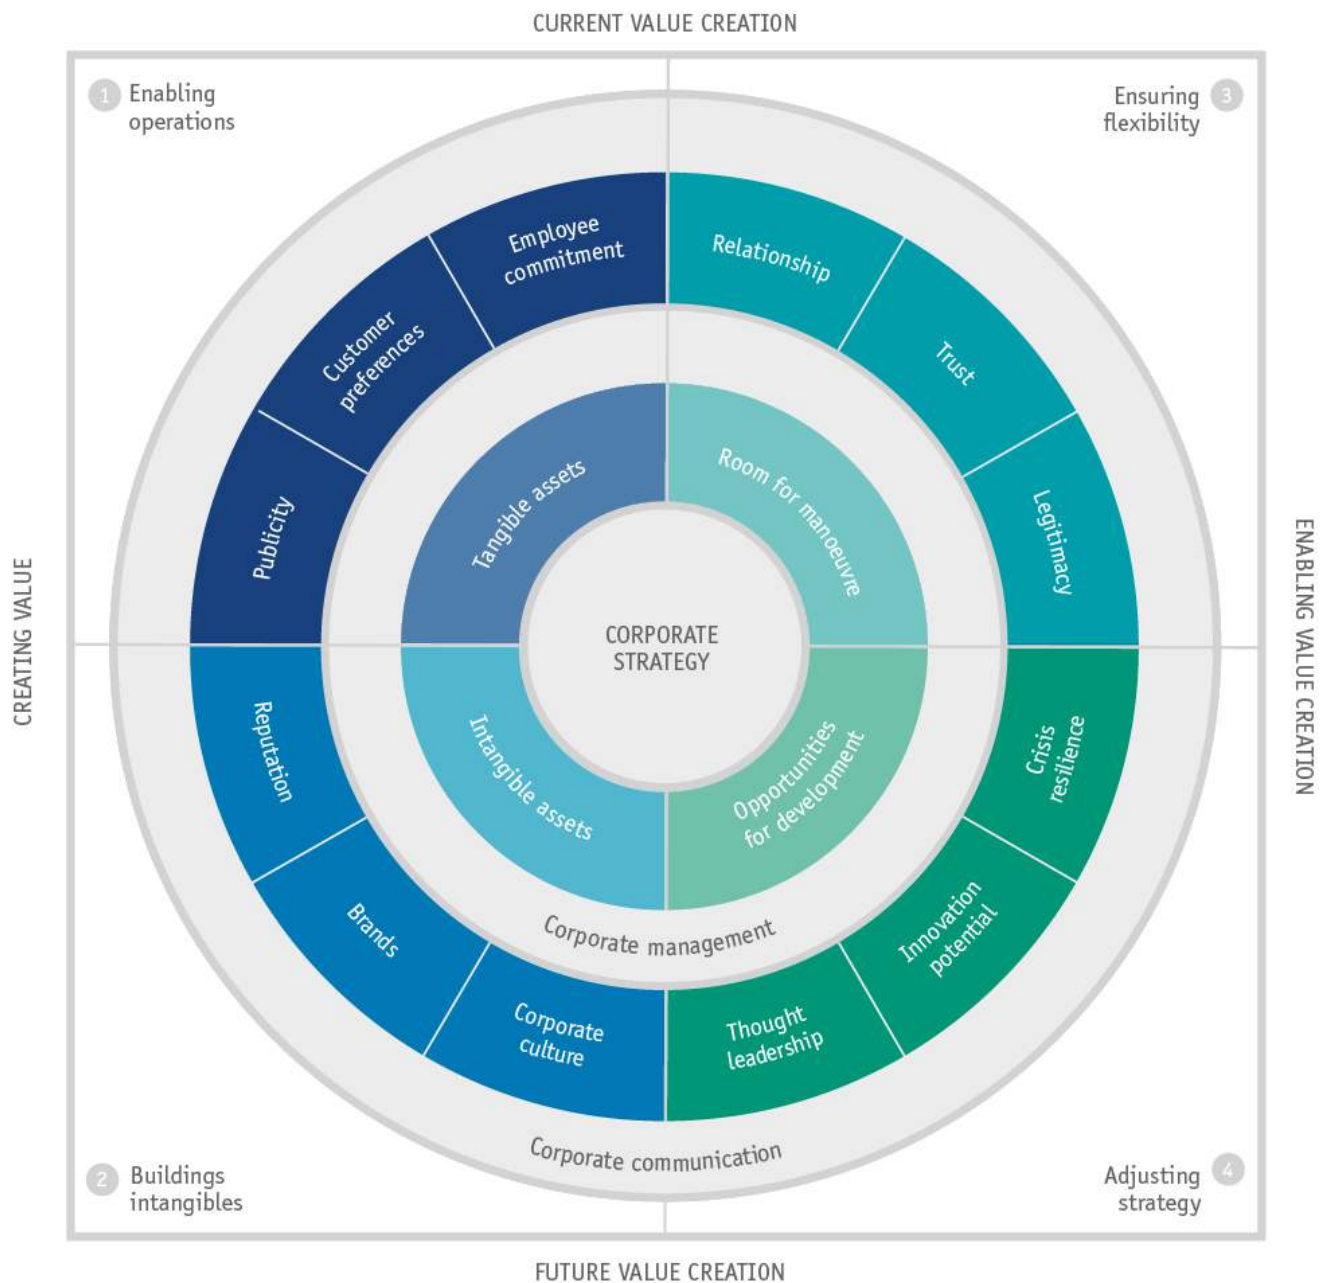 CURRENT VALUE CREATION
1 Enabling
operations
Ensuring 3
flexibility
Employee
commitment
Relationship
Customer
preferences
Trust
Publicity
Legitimacy
Tangible assets
Room for manoeuvre
CREATING VALUE
CORPORATE
STRATEGY
ENABLING VALUE CREATION
Reputation
Intangible assets
Opportunities
for development
Crisis
resilience
Brands
Innovation
potential
Corporate management
Corporate
culture
Thought
leadership
Corporate communication
2 Buildings
intangibles
Adjusting 4
strategy
FUTURE VALUE CREATION